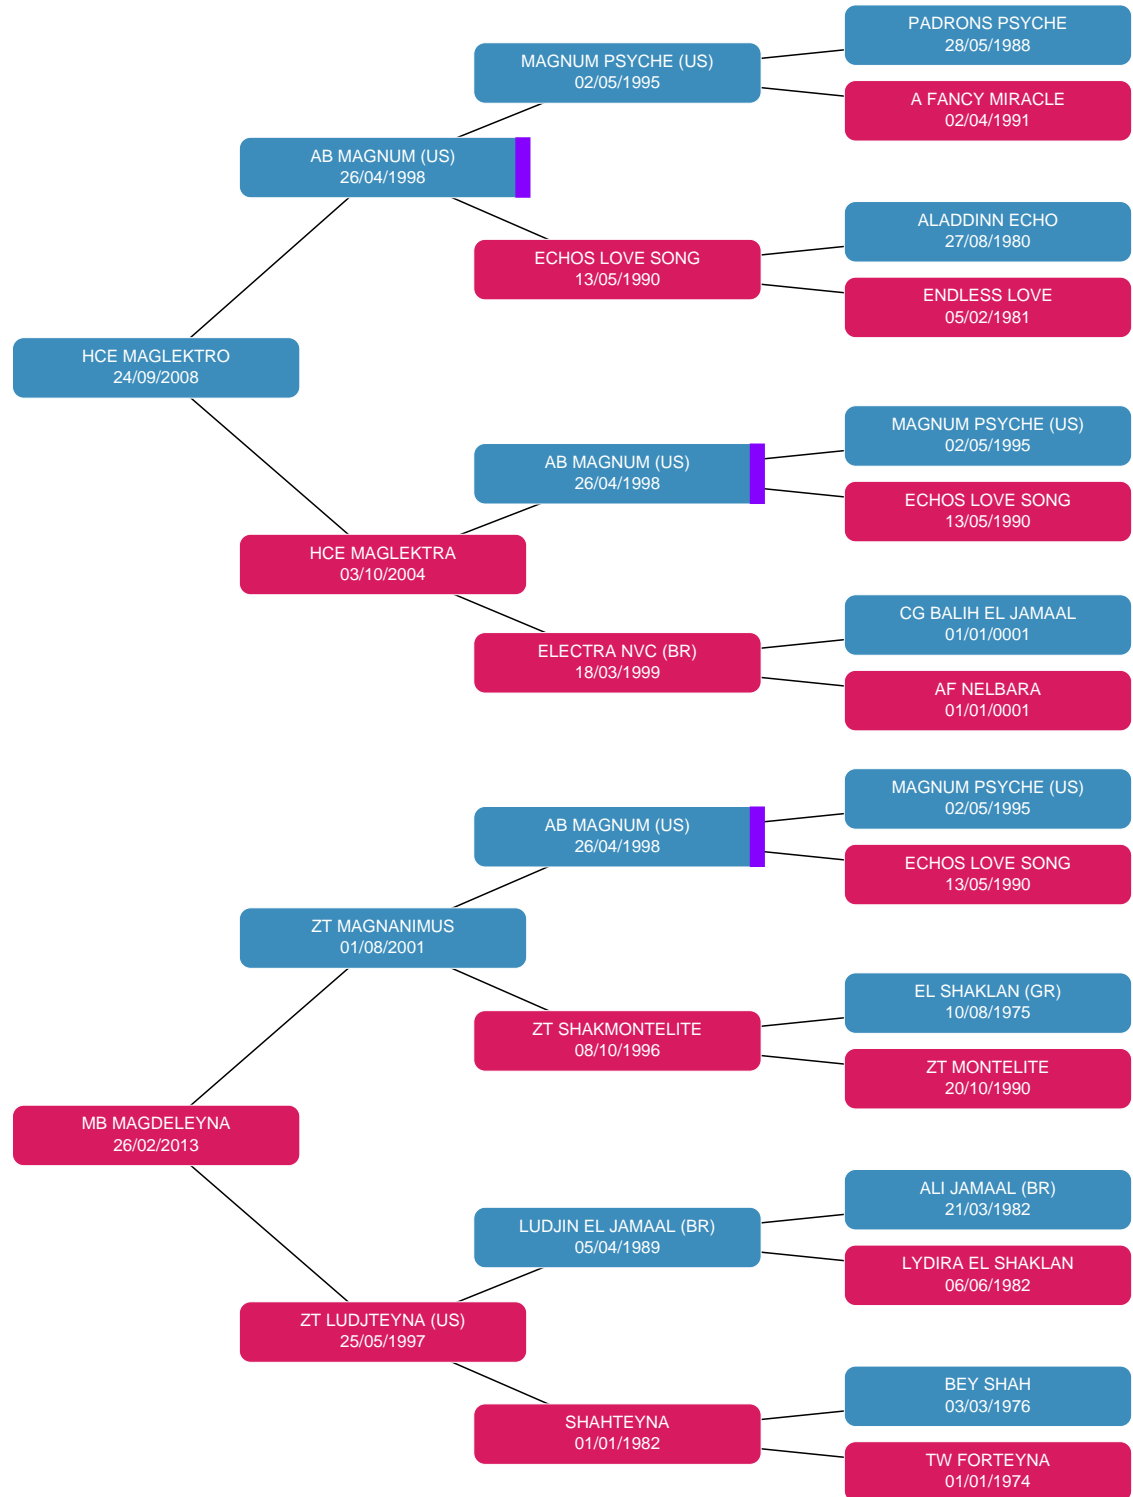 PADRONS PSYCHE
28/05/1988
MAGNUM PSYCHE (US)
02/05/1995
A FANCY MIRACLE
02/04/1991
AB MAGNUM (US)
26/04/1998
ALADDINN ECHO
27/08/1980
ECHOS LOVE SONG
13/05/1990
ENDLESS LOVE
05/02/1981
HCE MAGLEKTRO
24/09/2008
MAGNUM PSYCHE (US)
02/05/1995
AB MAGNUM (US)
26/04/1998
ECHOS LOVE SONG
13/05/1990
HCE MAGLEKTRA
03/10/2004
CG BALIH EL JAMAAL
01/01/0001
ELECTRA NVC (BR)
18/03/1999
AF NELBARA
01/01/0001
MAGNUM PSYCHE (US)
02/05/1995
AB MAGNUM (US)
26/04/1998
ECHOS LOVE SONG
13/05/1990
ZT MAGNANIMUS
01/08/2001
EL SHAKLAN (GR)
10/08/1975
ZT SHAKMONTELITE
08/10/1996
ZT MONTELITE
20/10/1990
MB MAGDELEYNA
26/02/2013
ALI JAMAAL (BR)
21/03/1982
LUDJIN EL JAMAAL (BR)
05/04/1989
LYDIRA EL SHAKLAN
06/06/1982
ZT LUDJTEYNA (US)
25/05/1997
BEY SHAH
03/03/1976
SHAHTEYNA
01/01/1982
TW FORTEYNA
01/01/1974